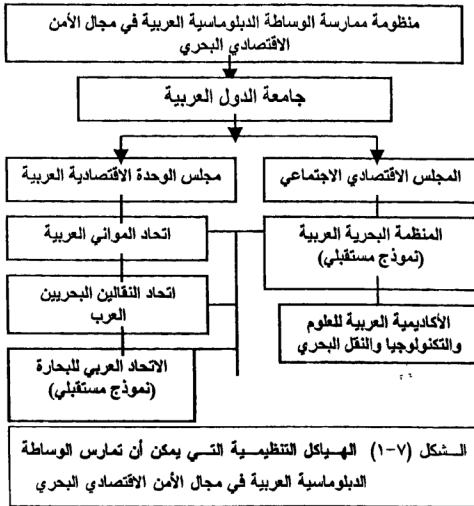 منظومة ممارسة الوساطة الدبلوماسية العربية في مجال الأمن
الاقتصادي البحري
جامعة الدول العربية
المجلس الاقتصادي الاجتماعي
مجلس الوحدة الاقتصادية العربية
المنظمة البحرية العربية
(نموذج مستقبلي)
اتحاد المواني العربية
الأكاديمية العربية للعلوم
والتكنولوجيا والنقل البحري
اتحاد النقالين البحريين
العرب
الاتحاد العربي للبحارة
(نموذج مستقبلي)
الشكل (٧-١) الهياكل التنظيمية التي يمكن أن تمارس الوساطة
الدبلوماسية العربية في مجال الأمن الاقتصادي البحري